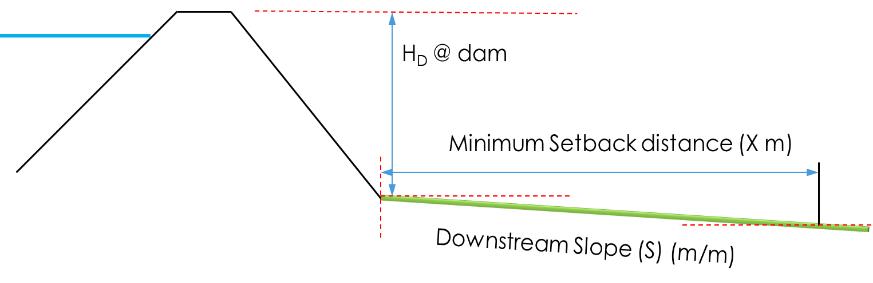 H_D @ dam
Minimum Setback distance (X m)
Downstream Slope (S) (m/m)